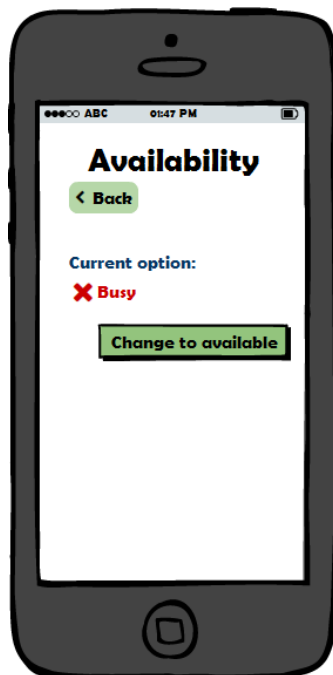 ABC 01:47 PM
Availability
Back
Current option:
Busy
Change to available